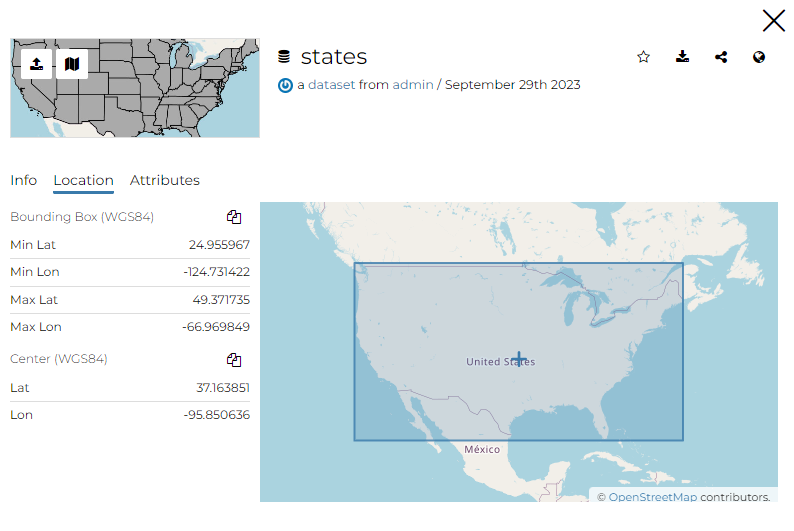 states
a dataset from admin / September 29th 2023
Info Location Attributes
Bounding Box (WGS84)
Min Lat 24.955967
Min Lon -124.731422
Max Lat 49.371735
Max Lon -66.969849
Center (WGS84)
Lat 37.163851
Lon -95.850636
United States
México
© OpenStreetMap contributors.